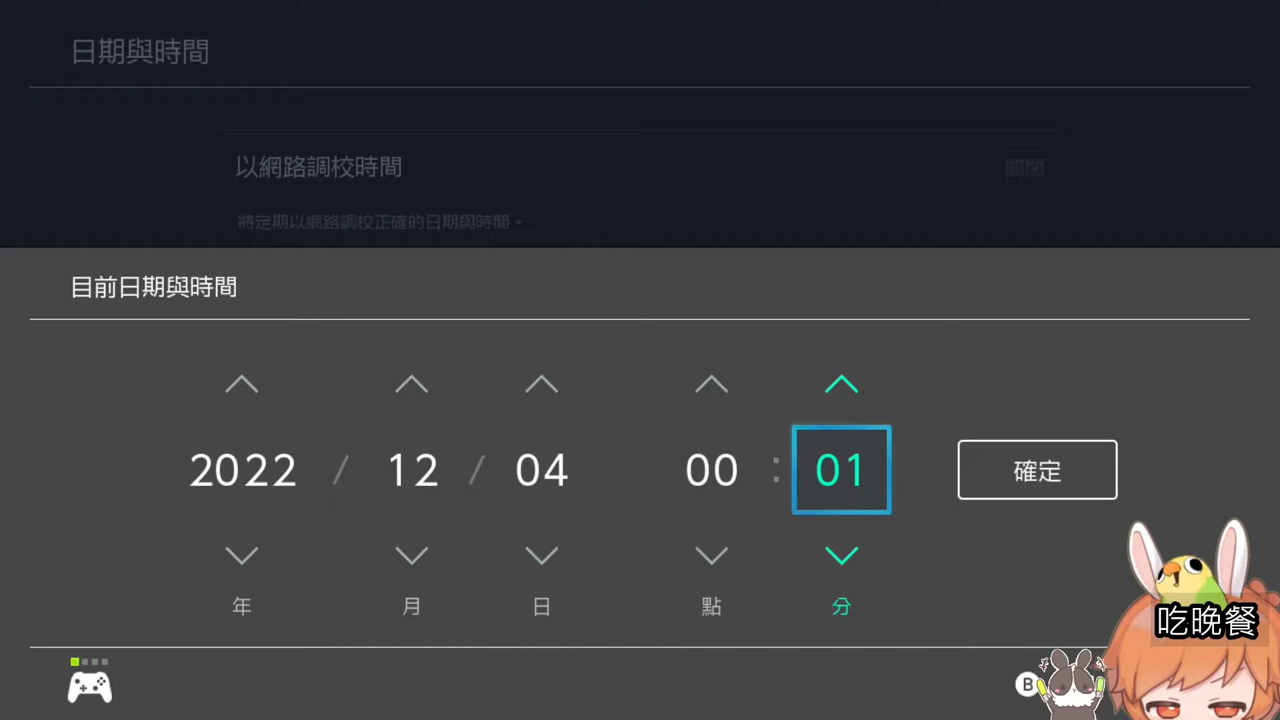 日期與時間
以網路調校時間 關閉
將定期以網路調校正確的日期與時間。
目前日期與時間
2022 / 12 / 04 00 : 01 確定
年 月 日 點 分
吃晚餐
B